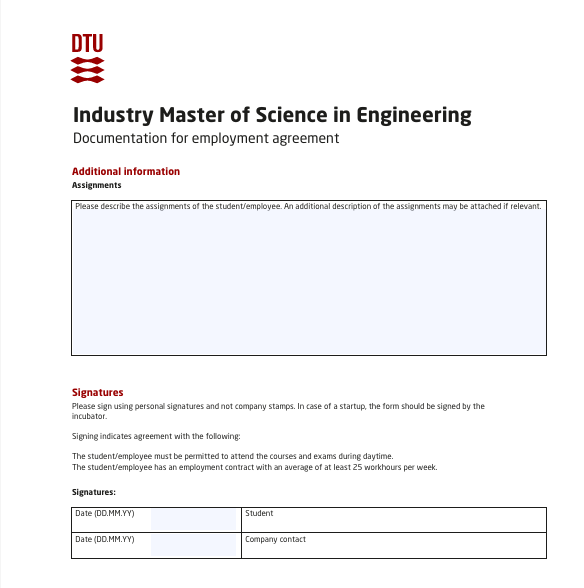 DTU
Industry Master of Science in Engineering
Documentation for employment agreement
Additional information
Assignments
Please describe the assignments of the student/employee. An additional description of the assignments may be attached if relevant.
Signatures
Please sign using personal signatures and not company stamps. In case of a startup, the form should be signed by the
incubator.
Signing indicates agreement with the following:
The student/employee must be permitted to attend the courses and exams during daytime.
The student/employee has an employment contract with an average of at least 25 workhours per week.
Signatures:
Date (DD.MM.YY) Student
Date (DD.MM.YY) Company contact